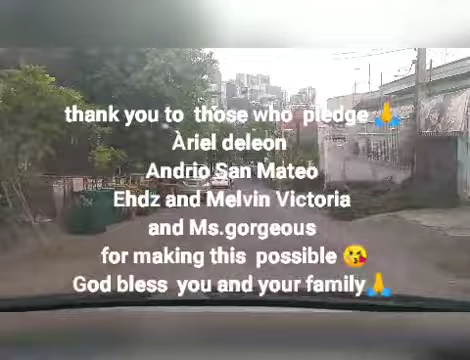 thank you to those who pledge 🙏
Ariel deleon
Andrio San Mateo
Ehdz and Melvin Victoria
and Ms.gorgeous
for making this possible 😘
God bless you and your family🙏